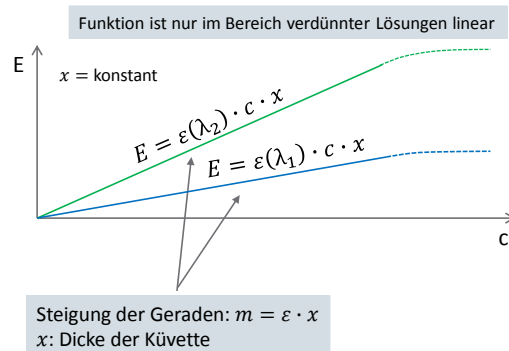 Funktion ist nur im Bereich verdünnter Lösungen linear
E
𝑥 = konstant
𝐸 = 𝜀(λ₂) · 𝑐 · 𝑥
𝐸 = 𝜀(λ₁) · 𝑐 · 𝑥
c
Steigung der Geraden: 𝑚 = 𝜀 · 𝑥
𝑥: Dicke der Küvette